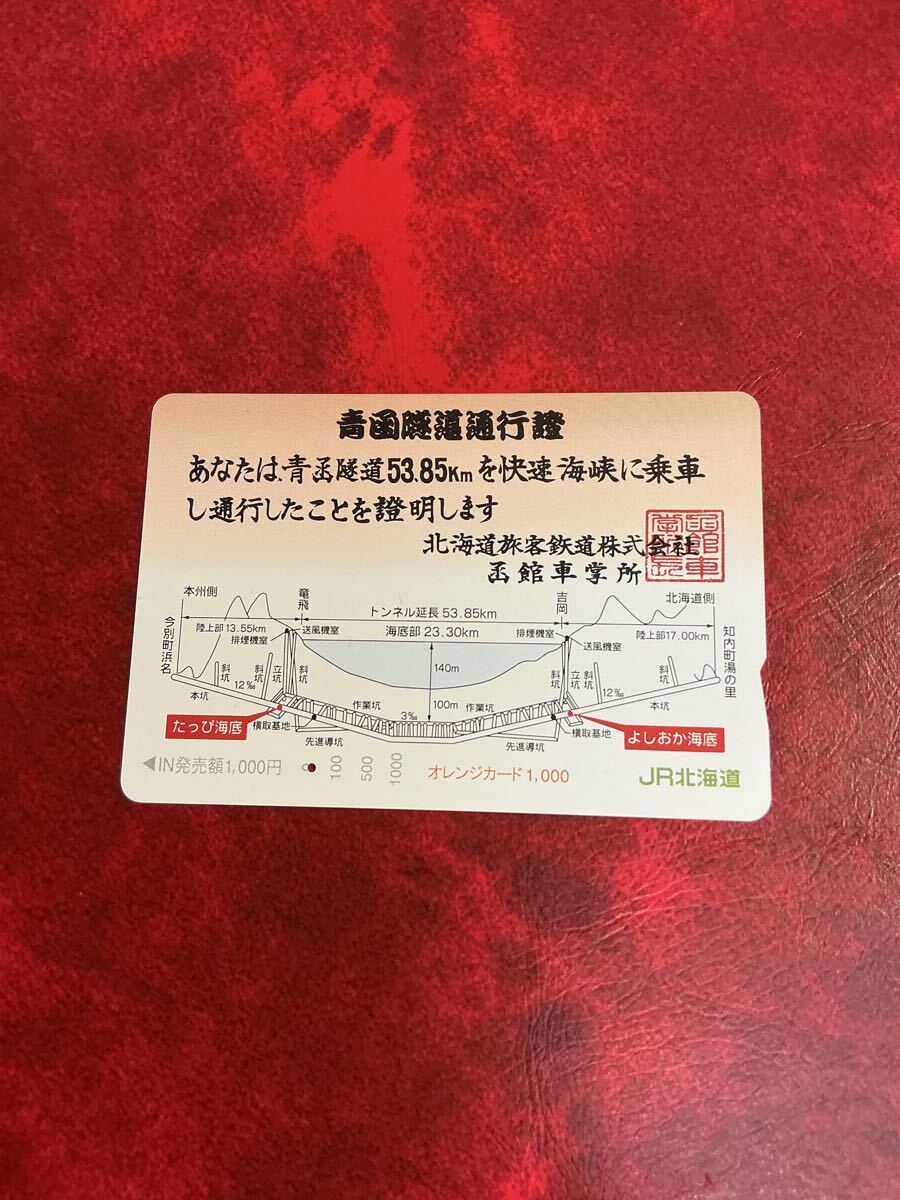 青函隧道通行證
あなたは、青函隧道53.85Kmを快速海峡に乗車
し通行したことを證明します
北海道旅客鉄道株式会社
函館車掌所
函館車掌所
本州側
竜飛
トンネル延長 53.85km
吉岡
北海道側
陸上部13.55km
送風機室
海底部 23.30km
排煙機室
陸上部17.00km
排煙機室
送風機室
今別町浜名
知内町湯の里
斜坑
立坑
斜坑
140m
斜坑
立坑
斜坑
12‰
作業坑
100m
作業坑
12‰
本坑
3‰
本坑
たっぴ海底
横取基地
先進導坑
先進導坑
横取基地
よしおか海底
◀IN発売額1,000円
100
500
1000
オレンジカード1,000
JR北海道